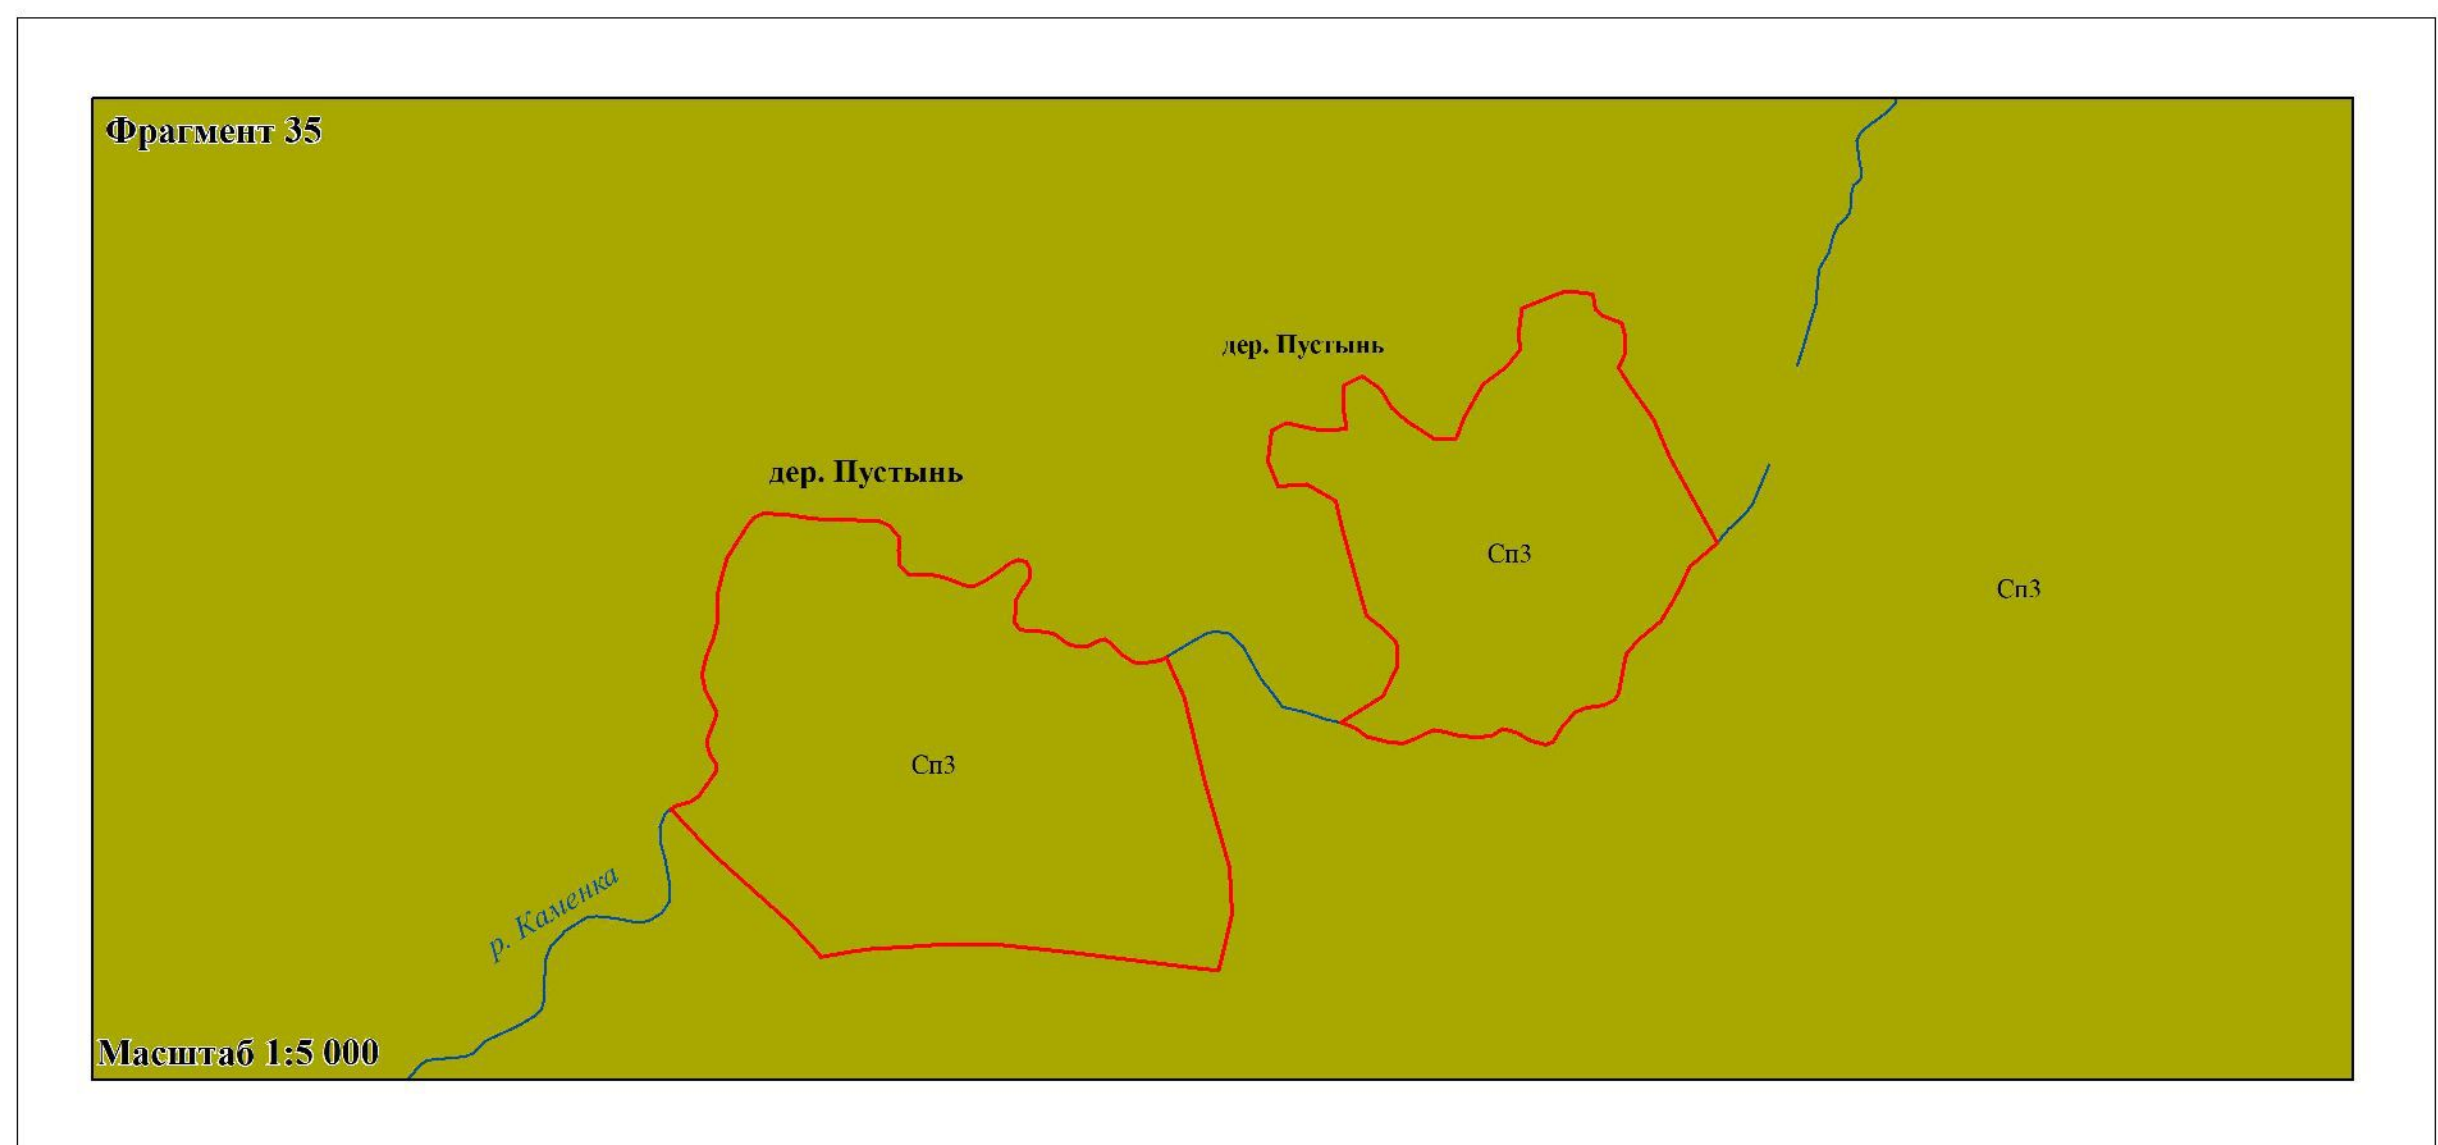 Фрагмент 35
дер. Пустынь
дер. Пустынь
Сп3
Сп3
Сп3
р. Каменка
Масштаб 1:5 000